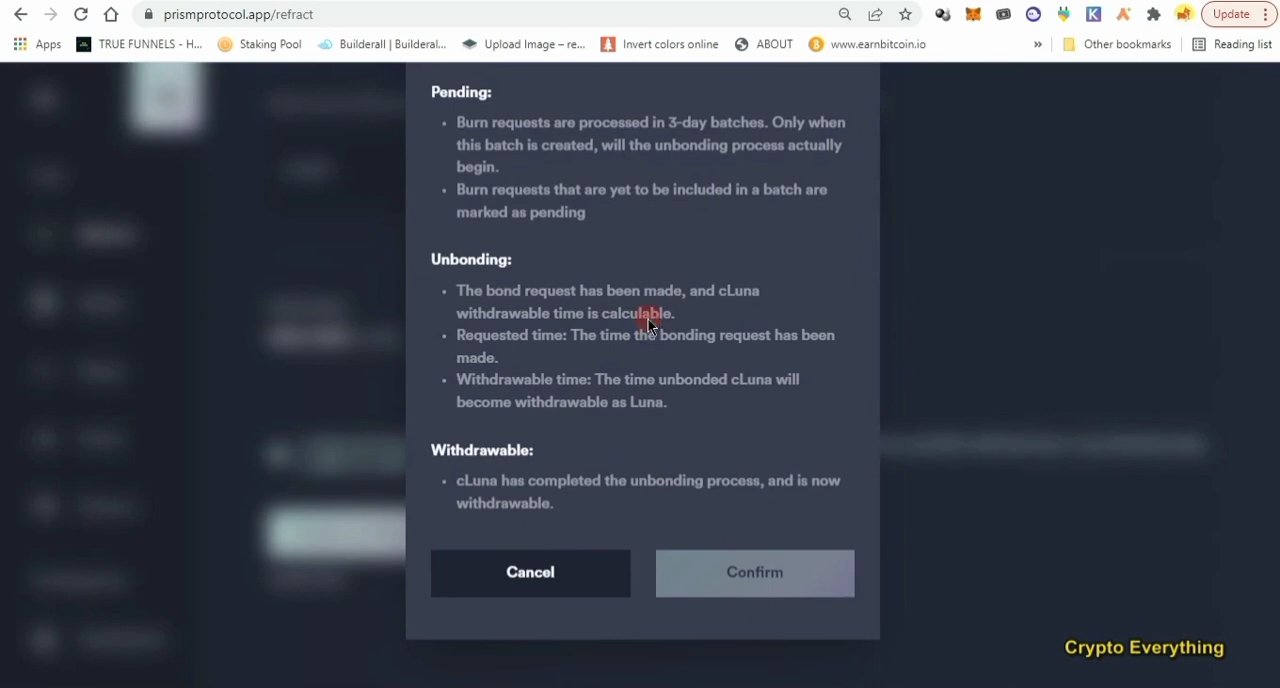 prismprotocol.app/refract
Update
Apps
TRUE FUNNELS - H...
Staking Pool
Builderall | Builderal...
Upload Image – re...
Invert colors online
ABOUT
www.earnbitcoin.io
»
Other bookmarks
Reading list
Pending:
• Burn requests are processed in 3-day batches. Only when
this batch is created, will the unbonding process actually
begin.
• Burn requests that are yet to be included in a batch are
marked as pending
Unbonding:
• The bond request has been made, and cLuna
withdrawable time is calculable.
• Requested time: The time the bonding request has been
made.
• Withdrawable time: The time unbonded cLuna will
become withdrawable as Luna.
Withdrawable:
• cLuna has completed the unbonding process, and is now
withdrawable.
Cancel
Confirm
Crypto Everything